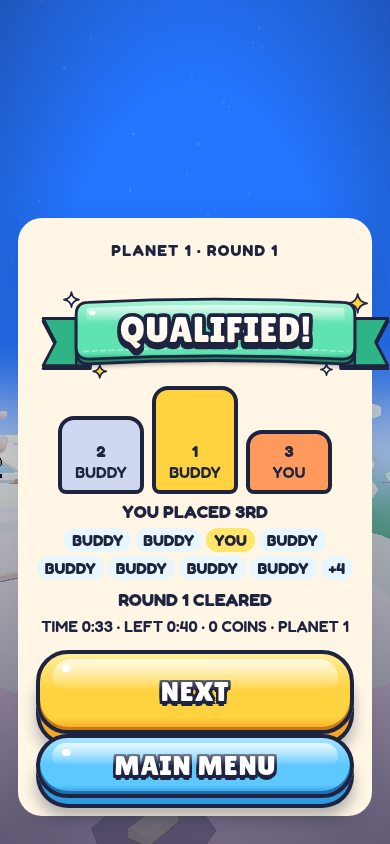 PLANET 1 · ROUND 1
QUALIFIED!
1
2
3
BUDDY
BUDDY
YOU
YOU PLACED 3RD
BUDDY BUDDY YOU BUDDY
BUDDY BUDDY BUDDY BUDDY +4
ROUND 1 CLEARED
TIME 0:33 · LEFT 0:40 · 0 COINS · PLANET 1
NEXT
MAIN MENU